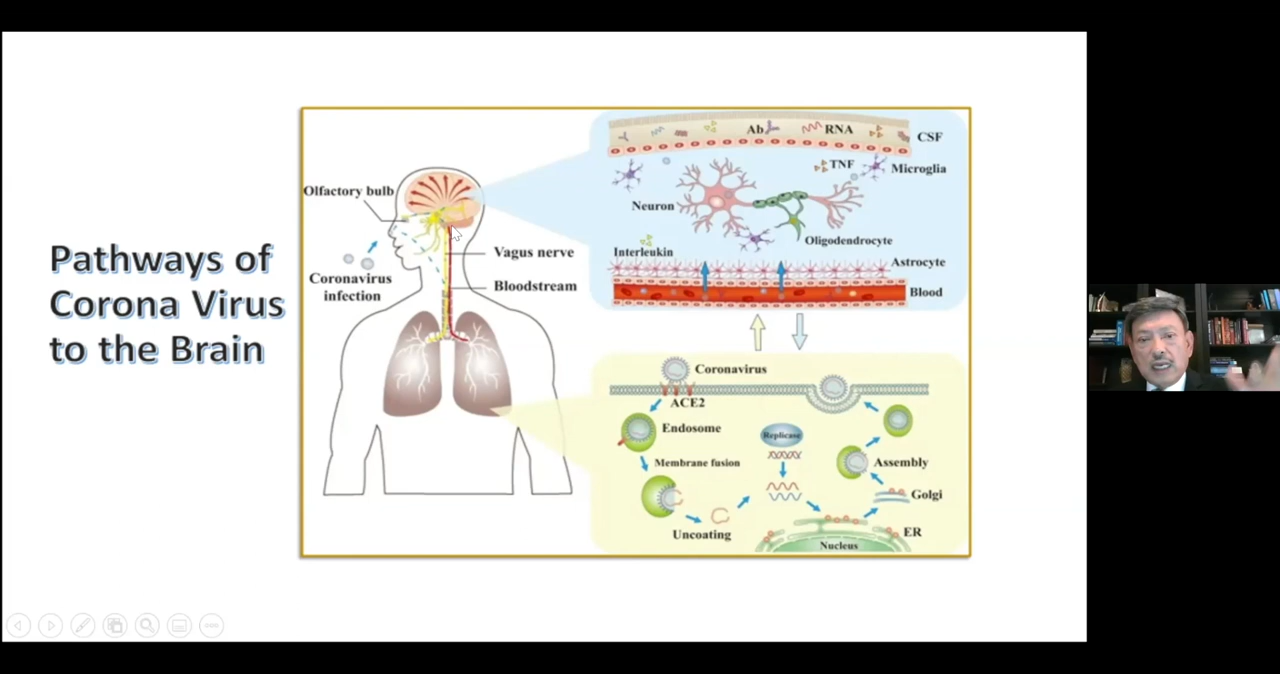 Pathways of
Corona Virus
to the Brain
Olfactory bulb
Coronavirus
infection
Vagus nerve
Bloodstream
Ab
RNA
CSF
TNF
Microglia
Neuron
Oligodendrocyte
Interleukin
Astrocyte
Blood
Coronavirus
ACE2
Endosome
Replicase
Membrane fusion
Assembly
Golgi
Uncoating
ER
Nucleus